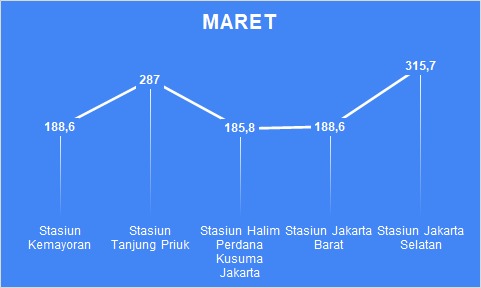 MARET
315,7
287
188,6
185,8
188,6
Stasiun
Kemayoran
Stasiun
Tanjung Priuk
Stasiun Halim
Perdana
Kusuma
Jakarta
Stasiun Jakarta
Barat
Stasiun Jakarta
Selatan